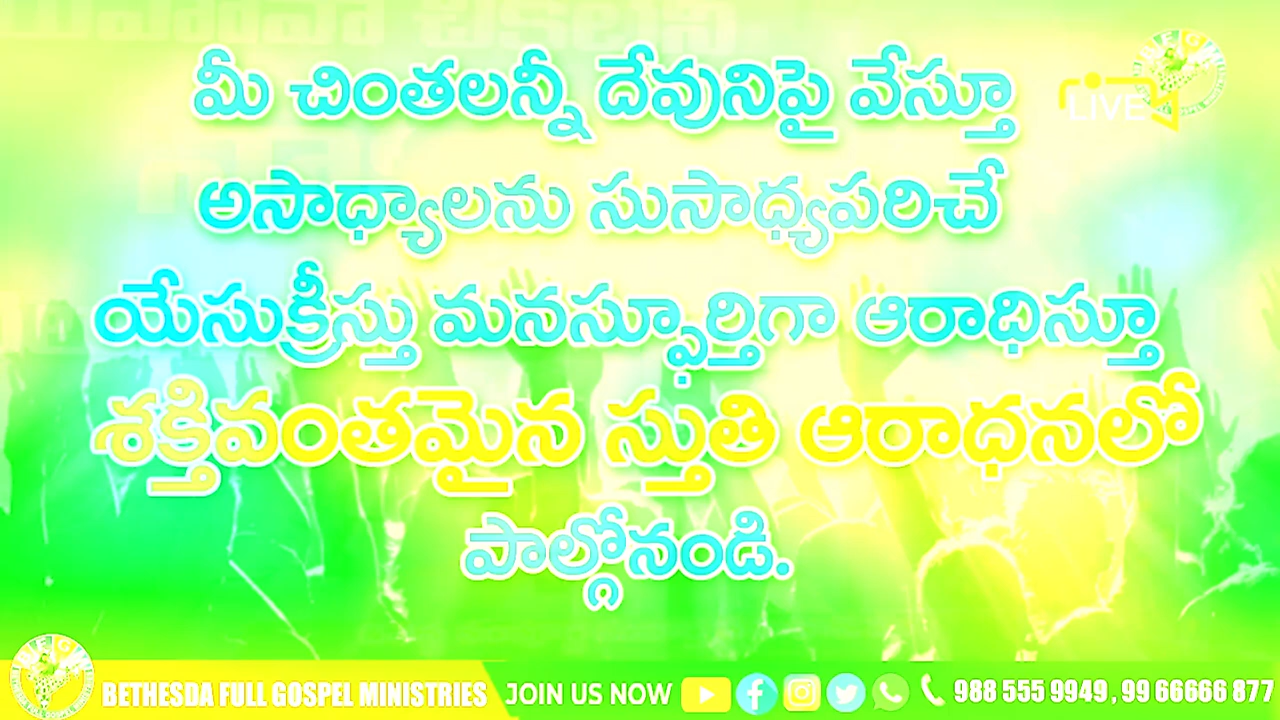 మీ చింతలన్నీ దేవునిపై వేస్తూ
LIVE
అసాధ్యాలను సుసాధ్యపరిచే
యేసుక్రీస్తు మనస్ఫూర్తిగా ఆరాధిస్తూ
శక్తివంతమైన స్తుతి ఆరాధనలో
పాల్గోనండి.
BETHESDA FULL GOSPEL MINISTRIES JOIN US NOW 988 555 9949 , 99 66666 877